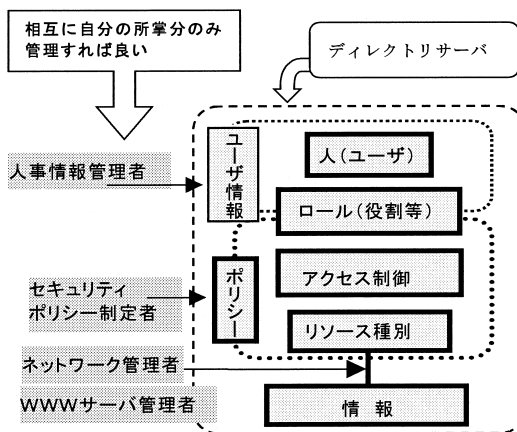 相互に自分の所掌分のみ
管理すれば良い
ディレクトリサーバ
人事情報管理者
ユーザ情報
人(ユーザ)
ロール(役割等)
セキュリティ
ポリシー制定者
ポリシー
アクセス制御
リソース種別
ネットワーク管理者
WWWサーバ管理者
情 報